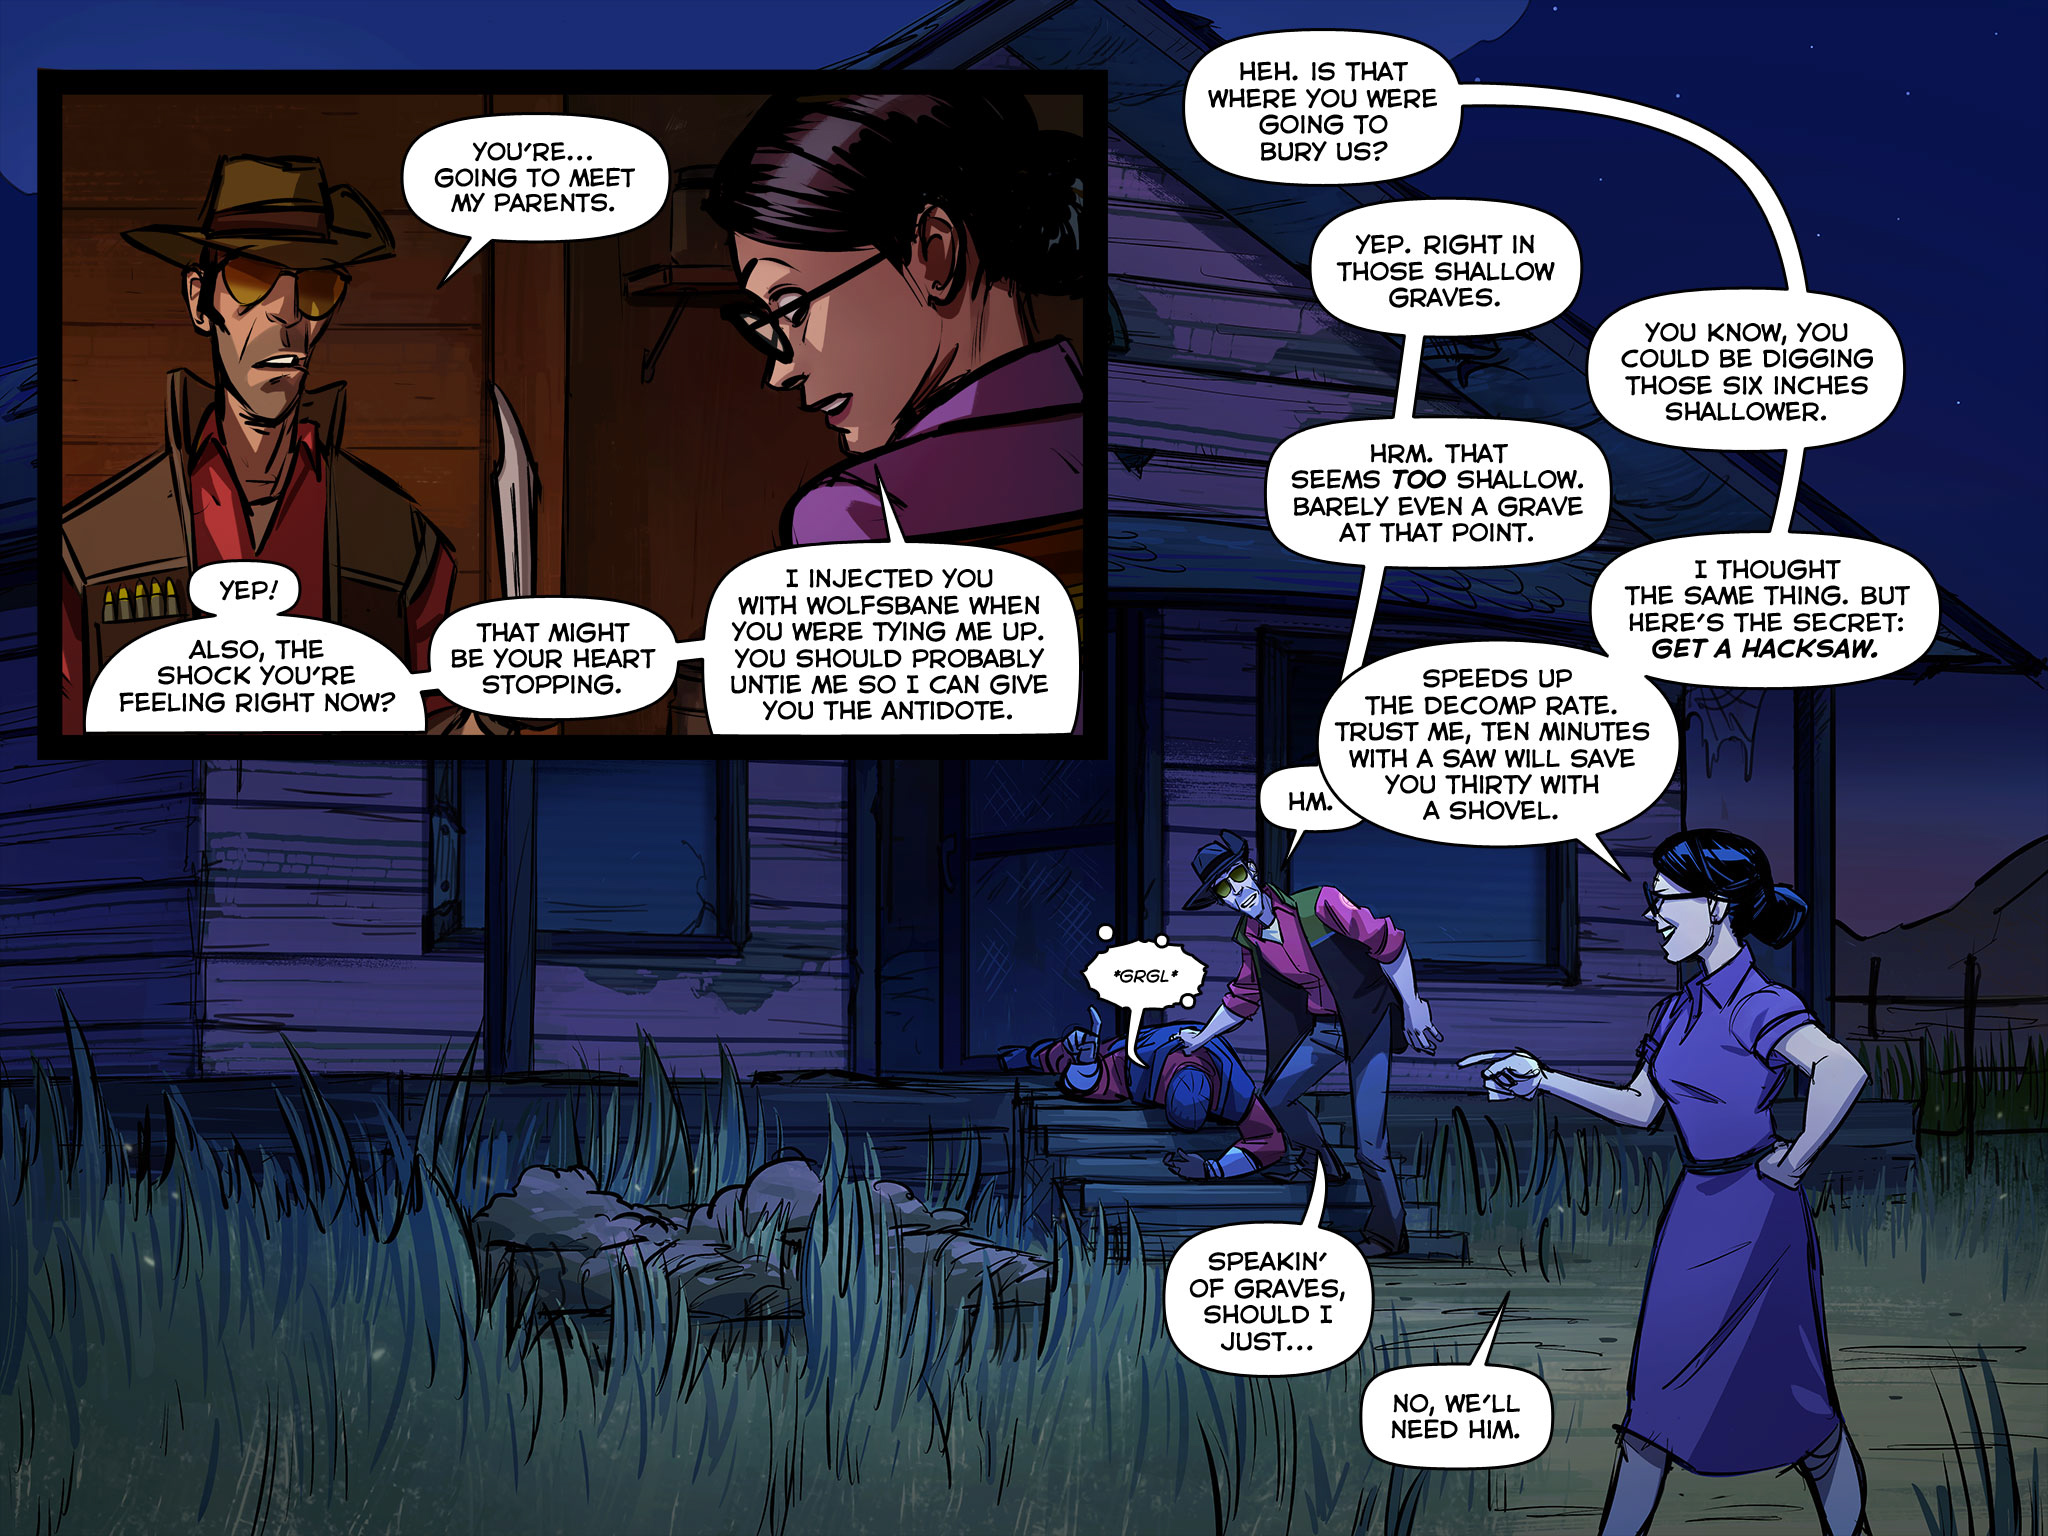 YOU'RE...
GOING TO MEET
MY PARENTS.
YEP!
ALSO, THE
SHOCK YOU'RE
FEELING RIGHT NOW?
THAT MIGHT
BE YOUR HEART
STOPPING.
I INJECTED YOU
WITH WOLFSBANE WHEN
YOU WERE TYING ME UP.
YOU SHOULD PROBABLY
UNTIE ME SO I CAN GIVE
YOU THE ANTIDOTE.
HEH. IS THAT
WHERE YOU WERE
GOING TO
BURY US?
YEP. RIGHT IN
THOSE SHALLOW
GRAVES.
YOU KNOW, YOU
COULD BE DIGGING
THOSE SIX INCHES
SHALLOWER.
HRM. THAT
SEEMS TOO SHALLOW.
BARELY EVEN A GRAVE
AT THAT POINT.
I THOUGHT
THE SAME THING. BUT
HERE'S THE SECRET:
GET A HACKSAW.
SPEEDS UP
THE DECOMP RATE.
TRUST ME, TEN MINUTES
WITH A SAW WILL SAVE
YOU THIRTY WITH
A SHOVEL.
HM.
*GRGL*
SPEAKIN'
OF GRAVES,
SHOULD I
JUST...
NO, WE'LL
NEED HIM.